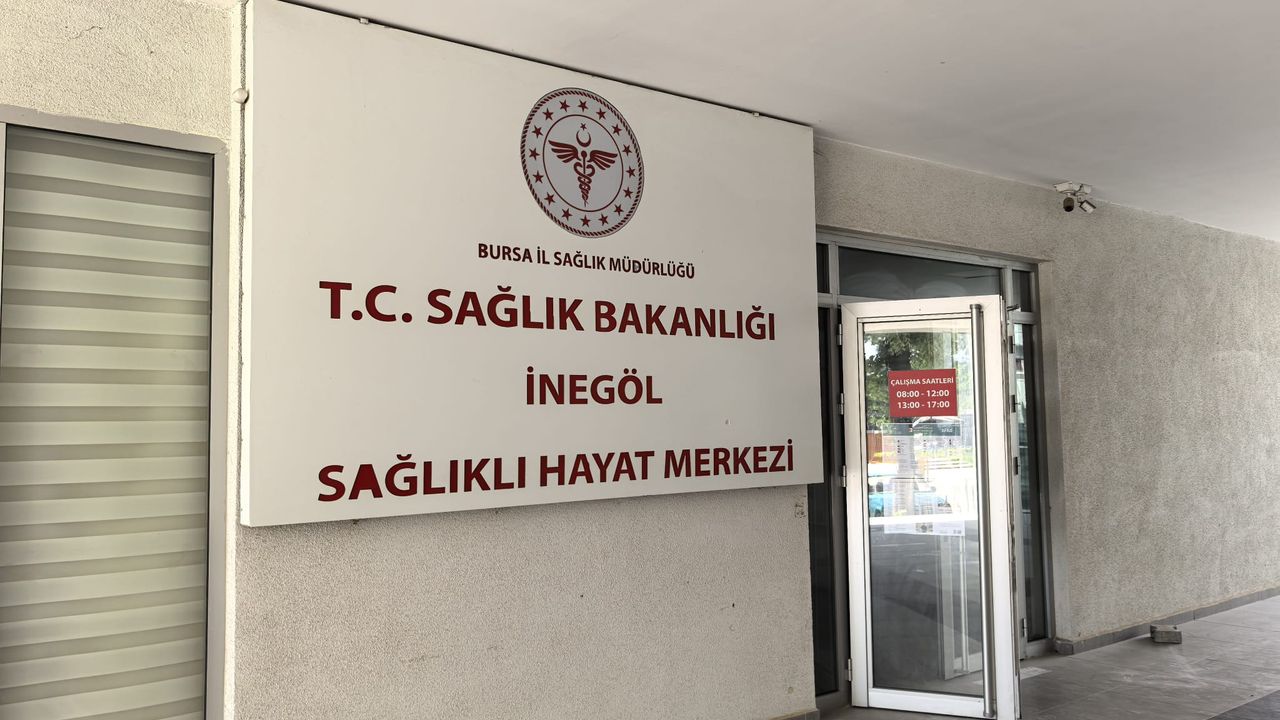 BURSA İL SAĞLIK MÜDÜRLÜĞÜ
T.C. SAĞLIK BAKANLIĞI
İNEGÖL
SAĞLIKLI HAYAT MERKEZİ
ÇALIŞMA SAATLERİ
08:00 - 12:00
13:00 - 17:00